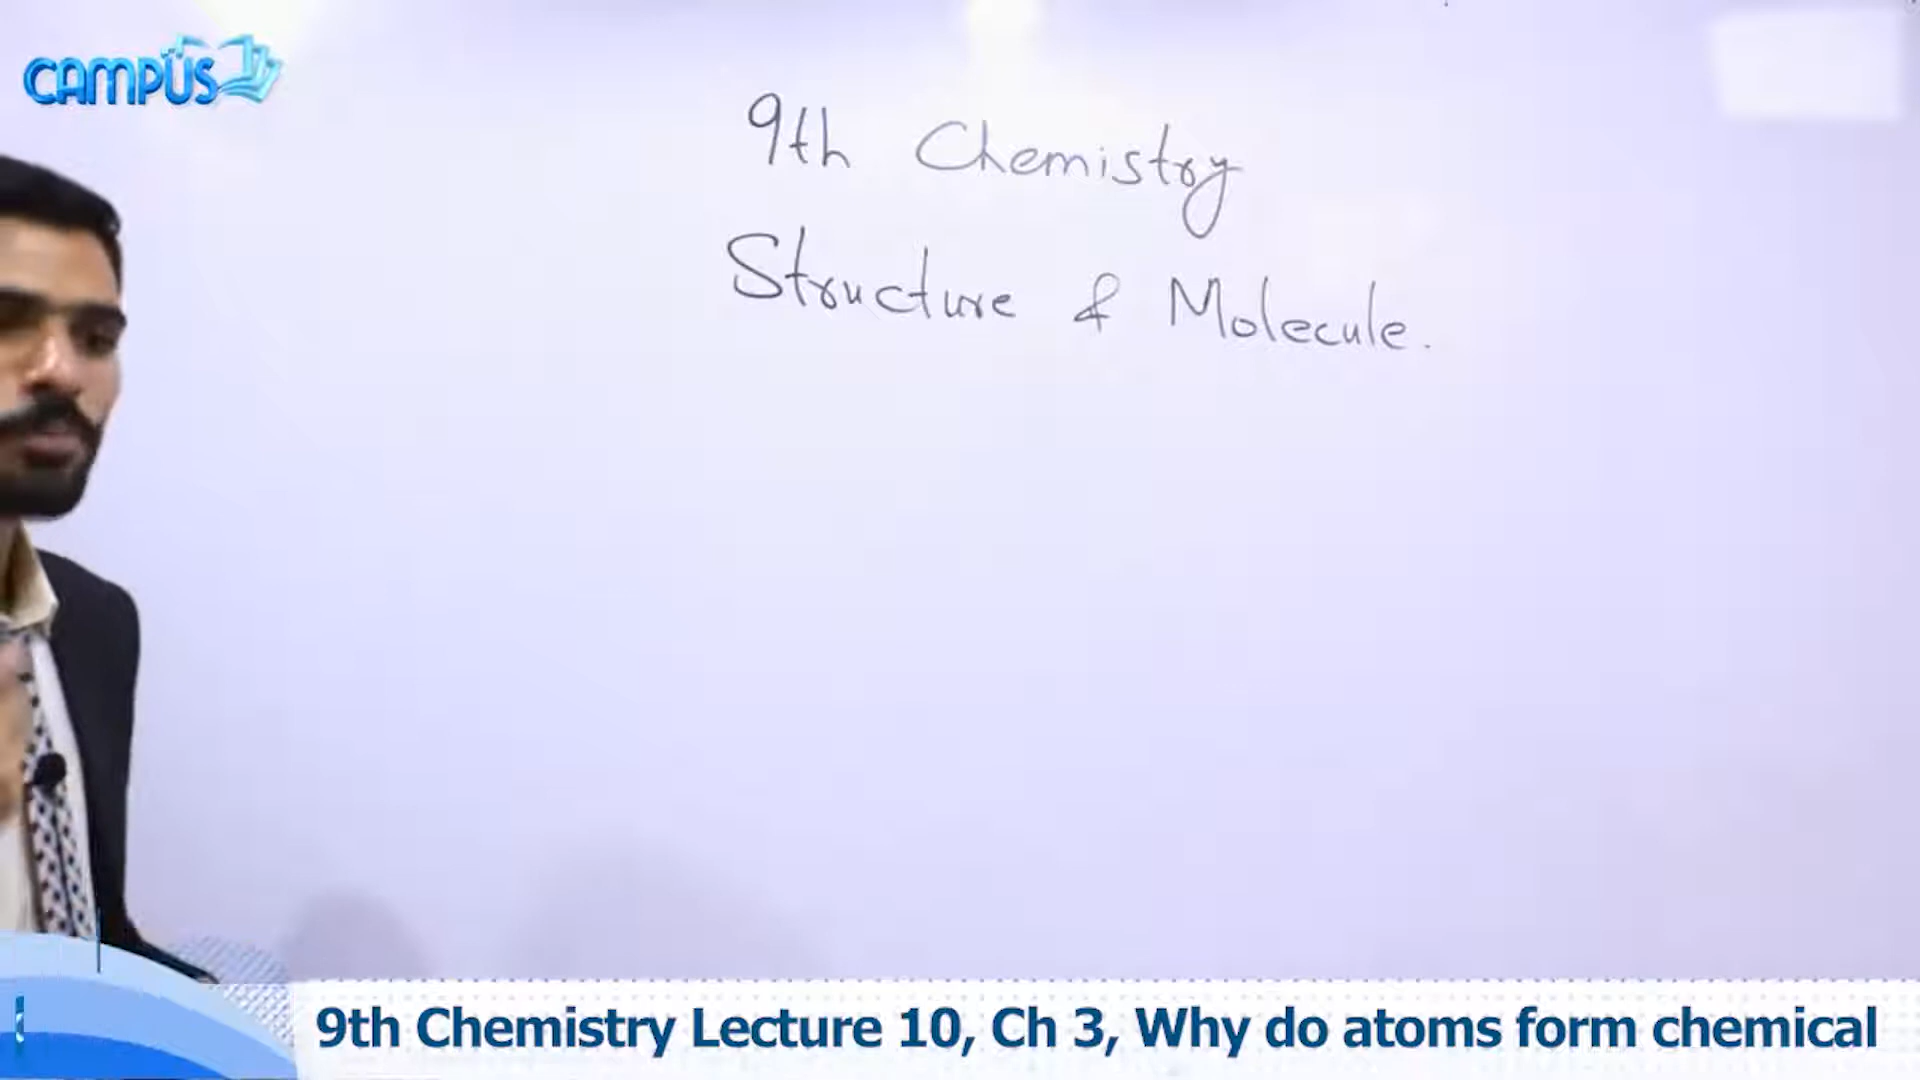 CAMPUS
9th Chemistry
Structure & Molecule.
9th Chemistry Lecture 10, Ch 3, Why do atoms form chemical